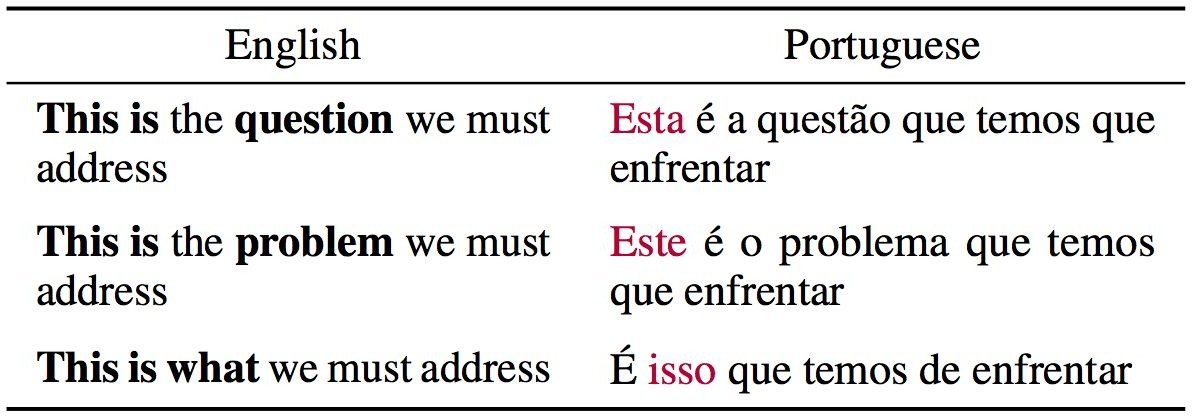 English Portuguese
This is the question we must Esta é a questão que temos que
address enfrentar
This is the problem we must Este é o problema que temos
address que enfrentar
This is what we must address É isso que temos de enfrentar